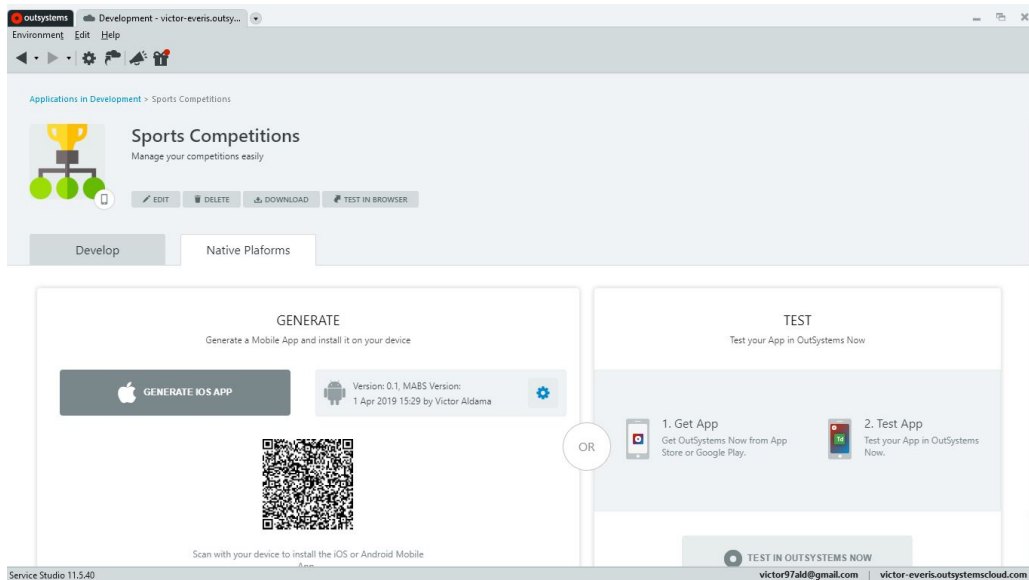 outsystems
Development - victor-everis.outsy...
Environment Edit Help
Applications in Development > Sports Competitions
Sports Competitions
Manage your competitions easily
EDIT DELETE DOWNLOAD TEST IN BROWSER
Develop Native Plaforms
GENERATE
Generate a Mobile App and install it on your device
GENERATE IOS APP
Version: 0.1, MABS Version:
1 Apr 2019 15:29 by Victor Aldama
Scan with your device to install the iOS or Android Mobile
App
OR
TEST
Test your App in OutSystems Now
1. Get App
Get OutSystems Now from App
Store or Google Play.
2. Test App
Test your App in OutSystems
Now.
Td
TEST IN OUTSYSTEMS NOW
Service Studio 11.5.40
victor97ald@gmail.com | victor-everis.outsystemscloud.com